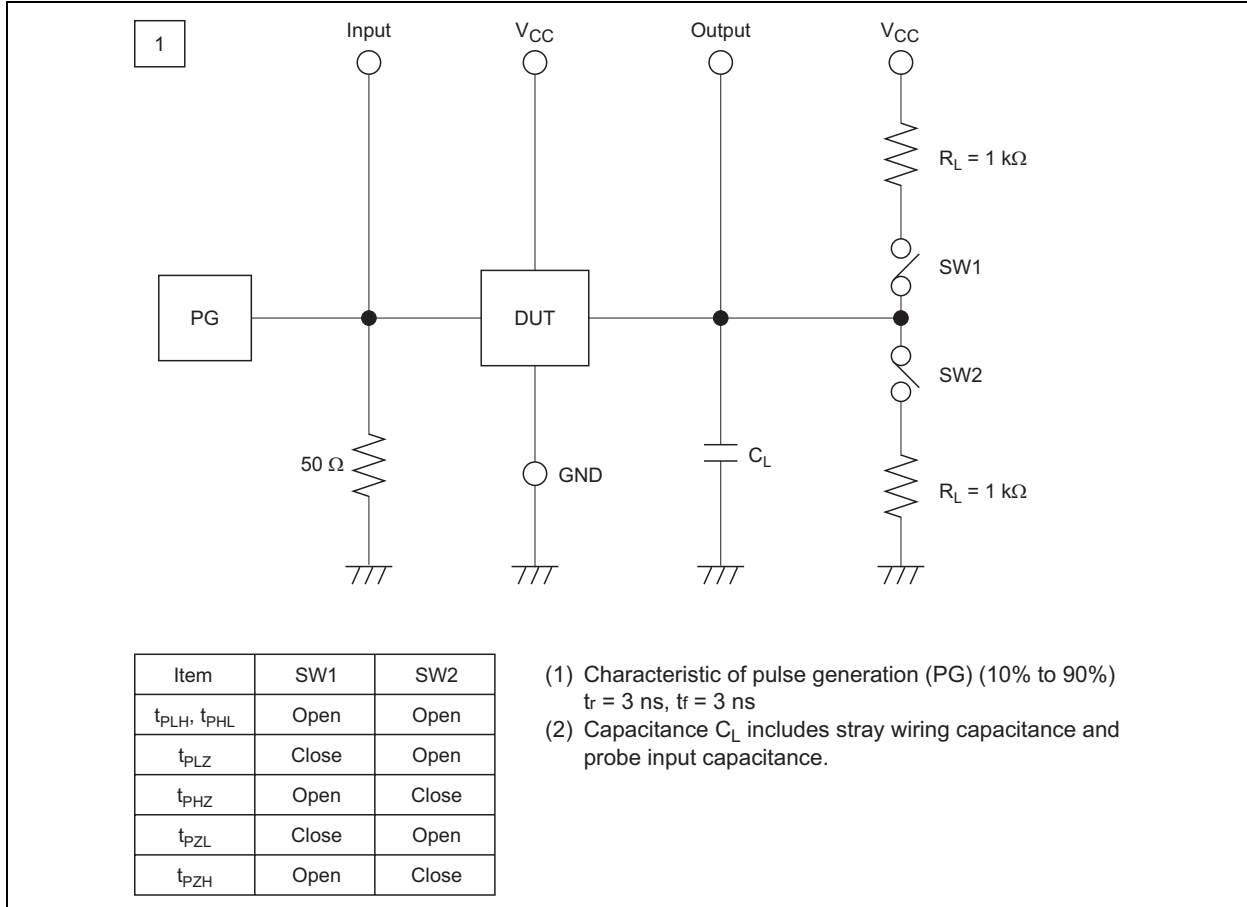 1
Input
VCC
Output
VCC
RL = 1 kΩ
SW1
PG
DUT
SW2
50 Ω
GND
CL
RL = 1 kΩ
Item SW1 SW2
tPLH, tPHL Open Open
tPLZ Close Open
tPHZ Open Close
tPZL Close Open
tPZH Open Close
(1) Characteristic of pulse generation (PG) (10% to 90%)
tr = 3 ns, tf = 3 ns
(2) Capacitance CL includes stray wiring capacitance and
probe input capacitance.